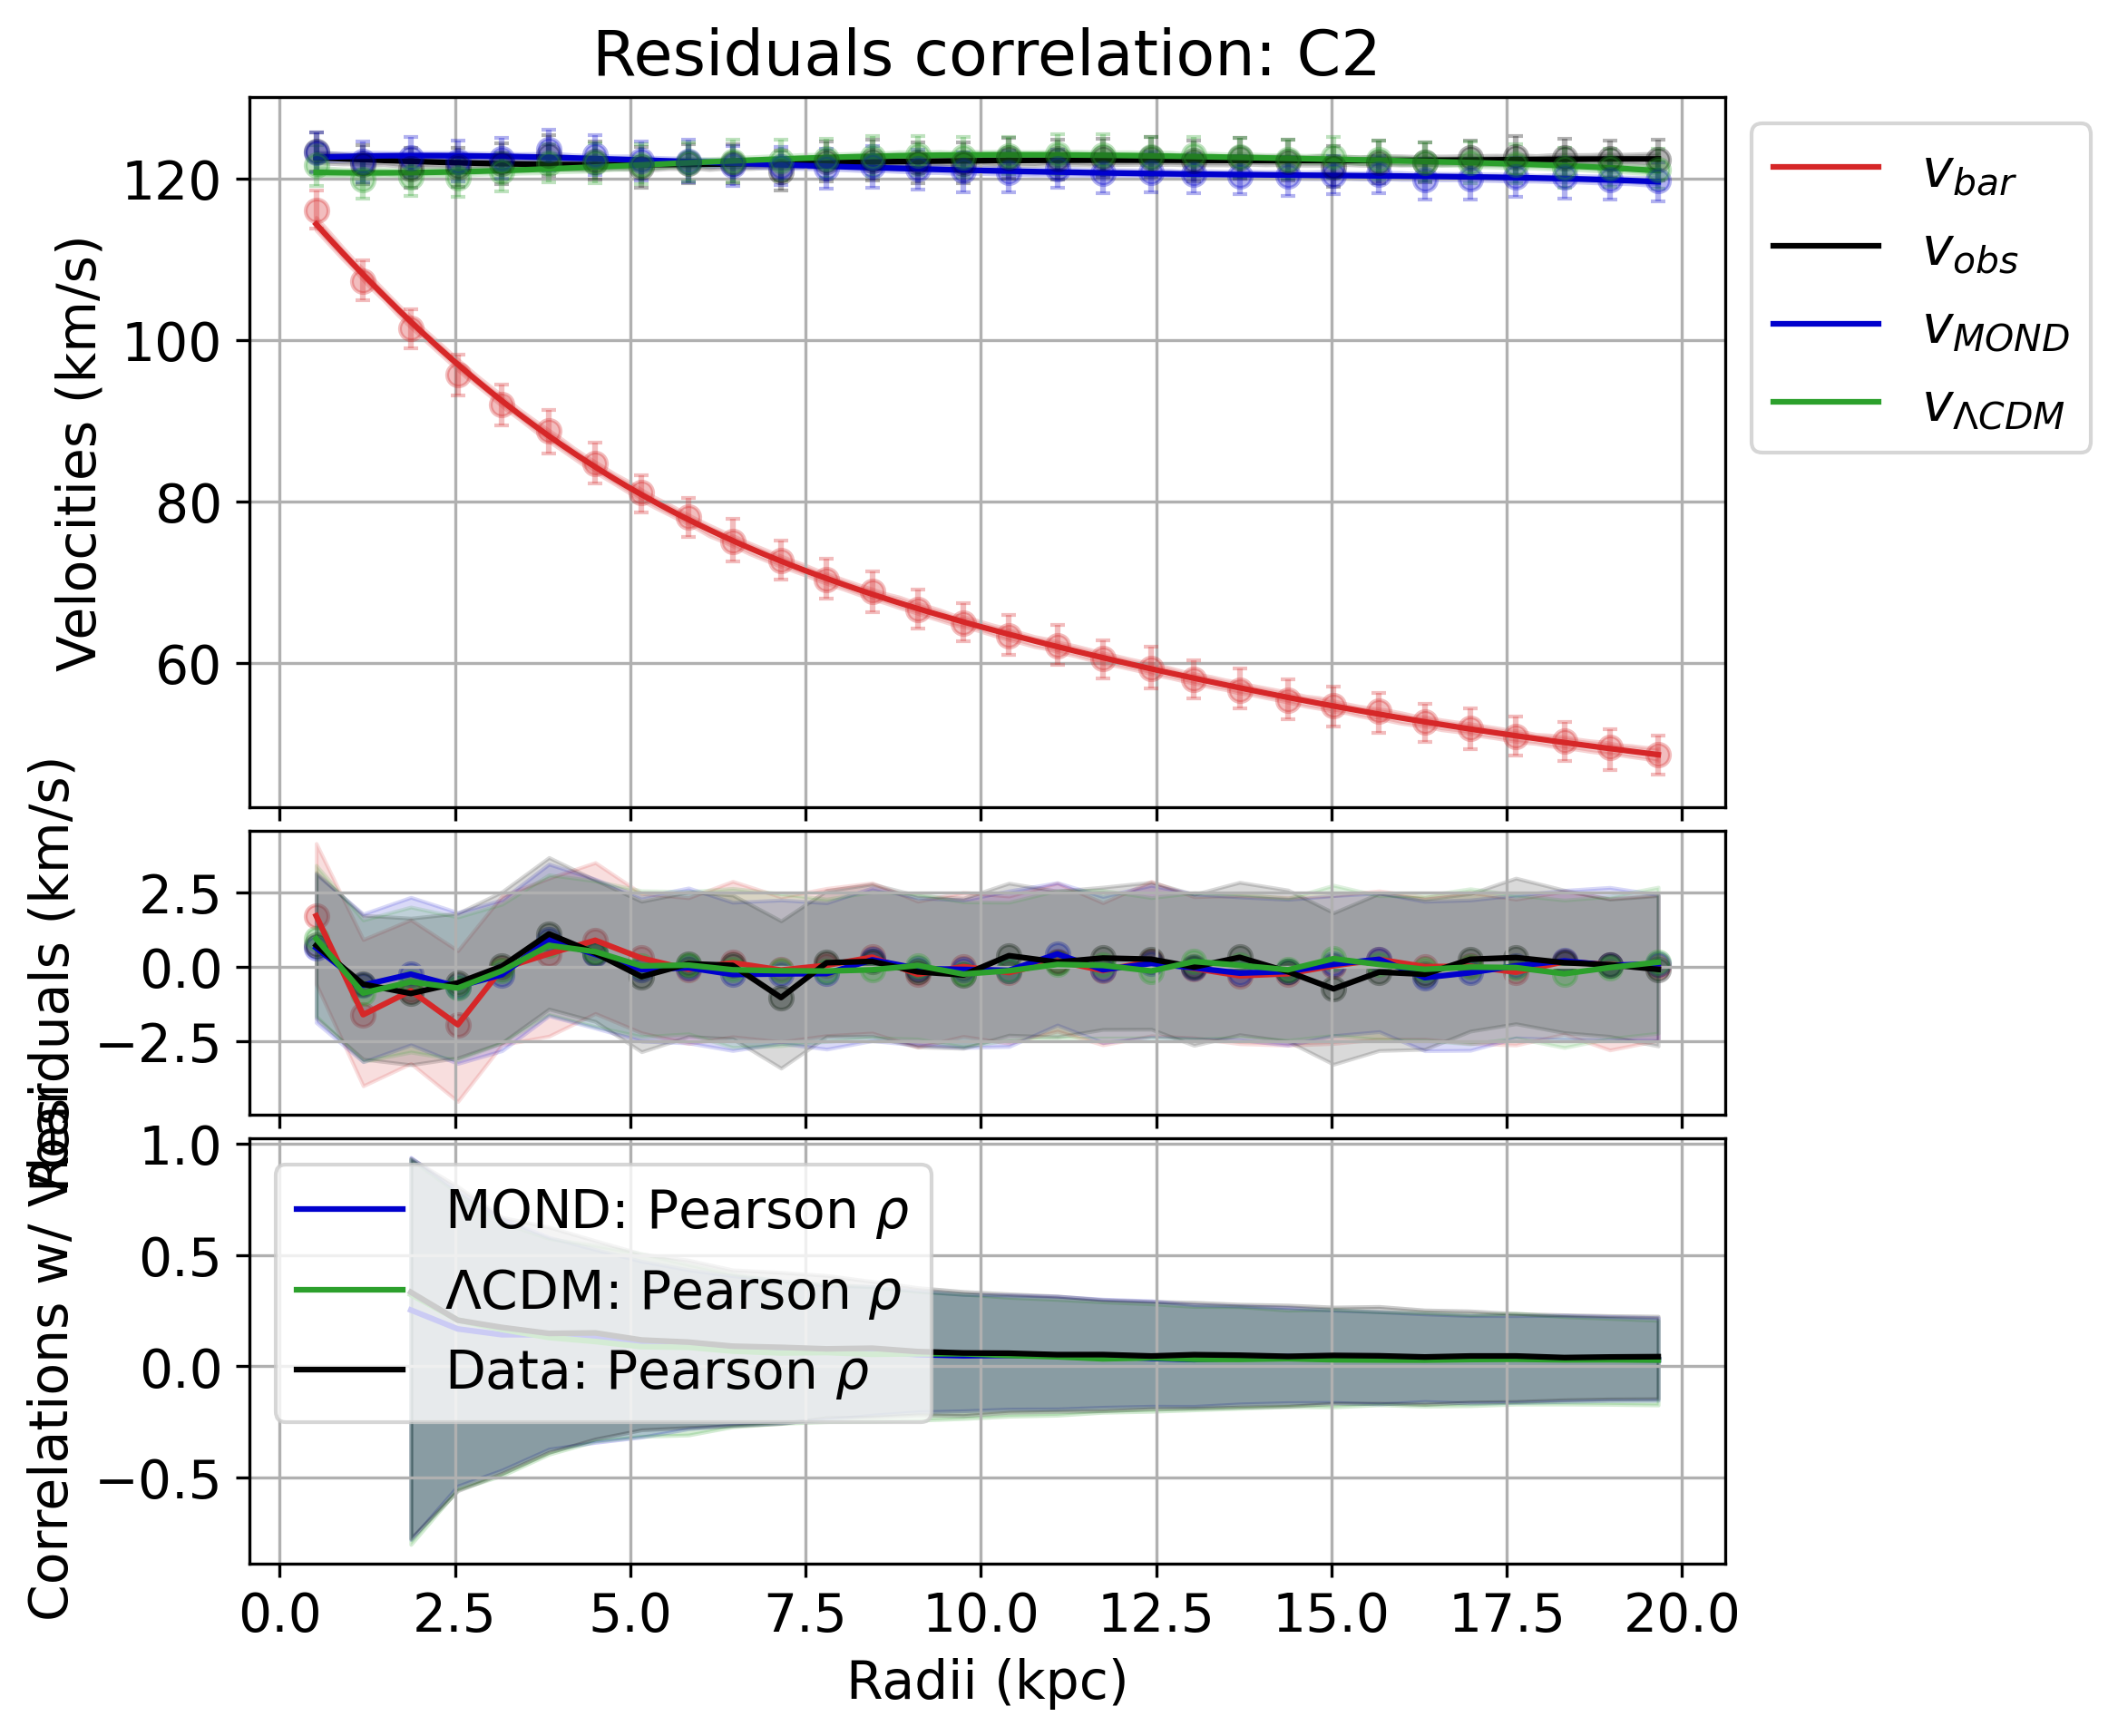 Residuals correlation: C2
Velocities (km/s)
120
100
80
60
v_bar
v_obs
v_MOND
v_ΛCDM
Residuals (km/s)
2.5
0.0
−2.5
Correlations w/ Vbar
1.0
0.5
0.0
−0.5
MOND: Pearson ρ
ΛCDM: Pearson ρ
Data: Pearson ρ
0.0 2.5 5.0 7.5 10.0 12.5 15.0 17.5 20.0
Radii (kpc)